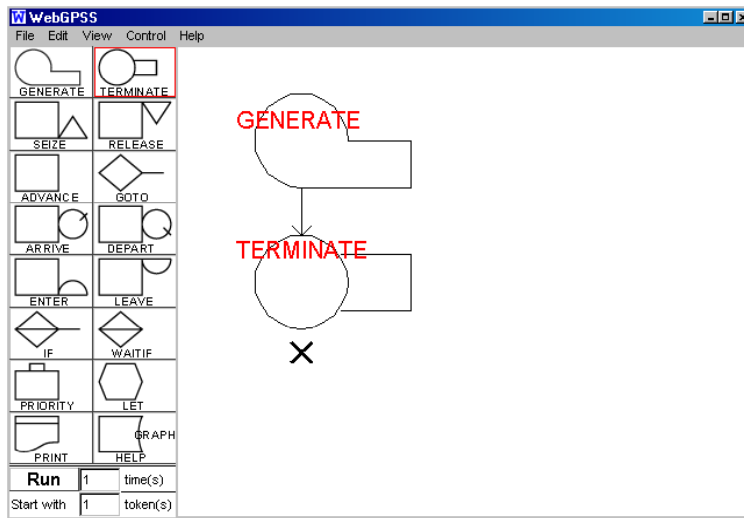 WebGPSS
File Edit View Control Help
GENERATE TERMINATE
SEIZE RELEASE
ADVANCE GOTO
ARRIVE DEPART
ENTER LEAVE
IF WAITIF
PRIORITY LET
GRAPH
PRINT HELP
Run 1 time(s)
Start with 1 token(s)
GENERATE
TERMINATE